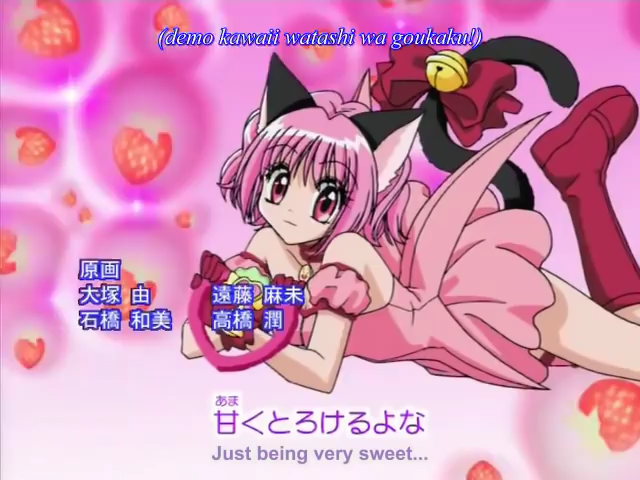 (demo kawaii watashi wa goukaku!)
原画
大塚 由 遠藤 麻未
石橋 和美 高橋 潤
あま
甘くとろけるよな
Just being very sweet...